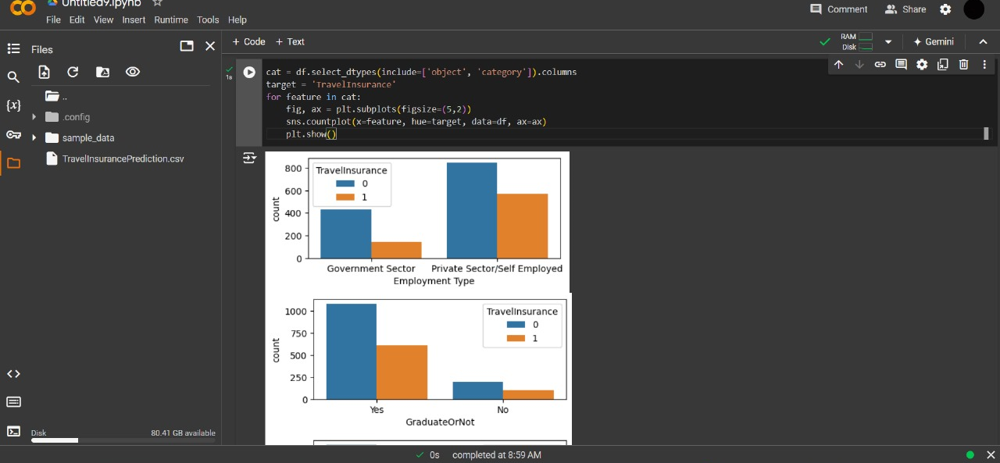 Untitled9.ipynb
File Edit View Insert Runtime Tools Help
Comment Share
Files
+ Code + Text
RAM
Disk
Gemini
1s
cat = df.select_dtypes(include=['object', 'category']).columns
target = 'TravelInsurance'
for feature in cat:
fig, ax = plt.subplots(figsize=(5,2))
sns.countplot(x=feature, hue=target, data=df, ax=ax)
plt.show()
{x}
..
.config
sample_data
TravelInsurancePrediction.csv
TravelInsurance
0
1
800
600
400
200
0
count
Government Sector Private Sector/Self Employed
Employment Type
TravelInsurance
0
1
1000
750
500
250
0
count
Yes No
GraduateOrNot
Disk 80.41 GB available
0s completed at 8:59 AM